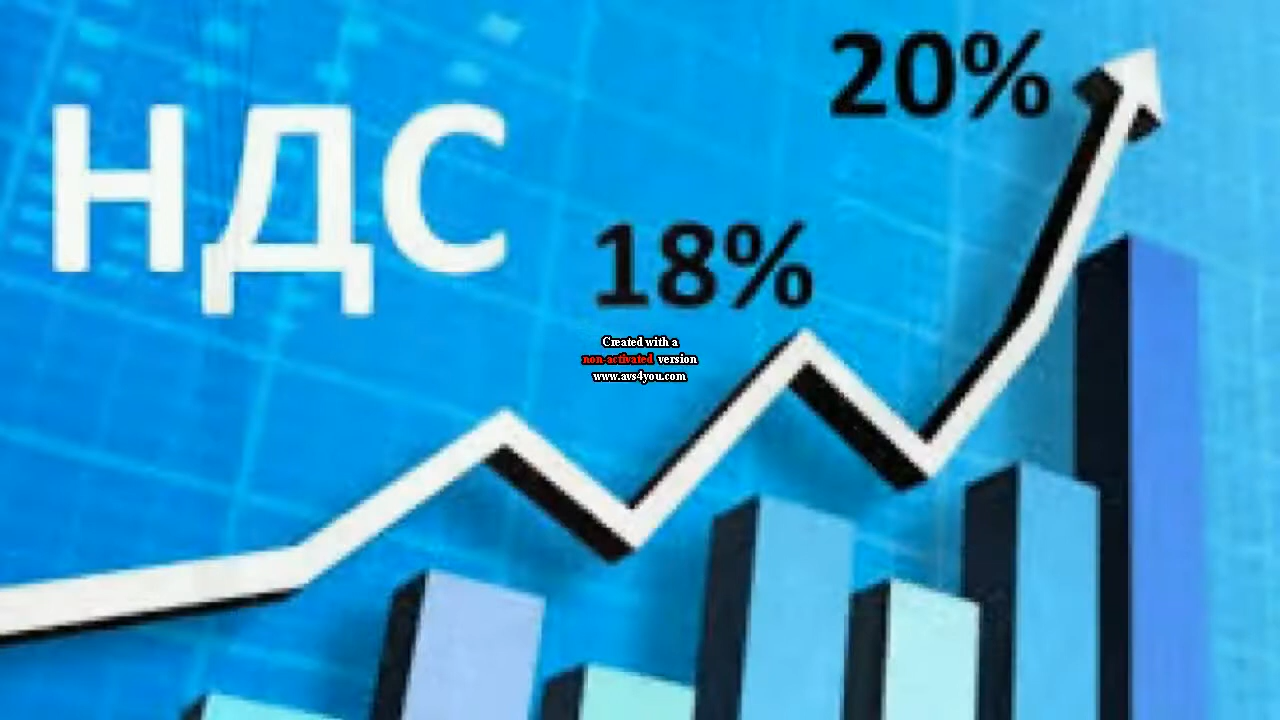 НДС
20%
18%
Created with a
non-activated version
www.avs4you.com